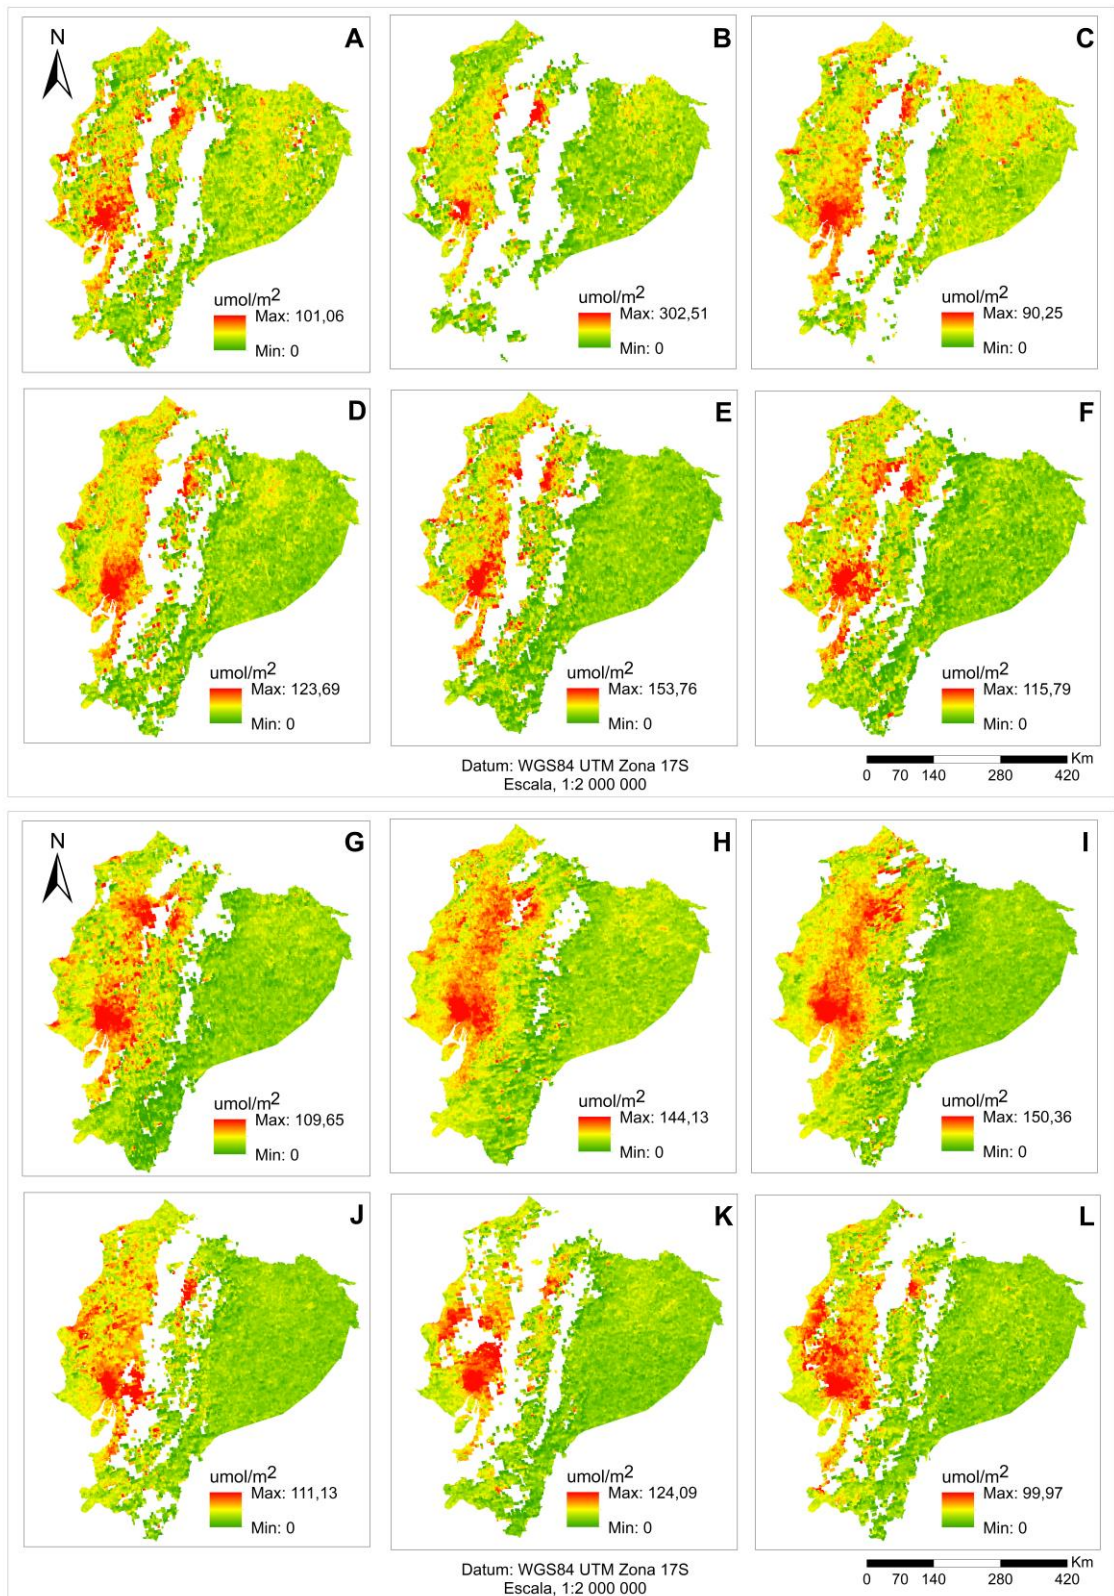 N
A
umol/m2
Max: 101,06
Min: 0
B
umol/m2
Max: 302,51
Min: 0
C
umol/m2
Max: 90,25
Min: 0
D
umol/m2
Max: 123,69
Min: 0
E
umol/m2
Max: 153,76
Min: 0
F
umol/m2
Max: 115,79
Min: 0
Datum: WGS84 UTM Zona 17S
Escala, 1:2 000 000
Km
0 70 140 280 420
N
G
umol/m2
Max: 109,65
Min: 0
H
umol/m2
Max: 144,13
Min: 0
I
umol/m2
Max: 150,36
Min: 0
J
umol/m2
Max: 111,13
Min: 0
K
umol/m2
Max: 124,09
Min: 0
L
umol/m2
Max: 99,97
Min: 0
Datum: WGS84 UTM Zona 17S
Escala, 1:2 000 000
Km
0 70 140 280 420